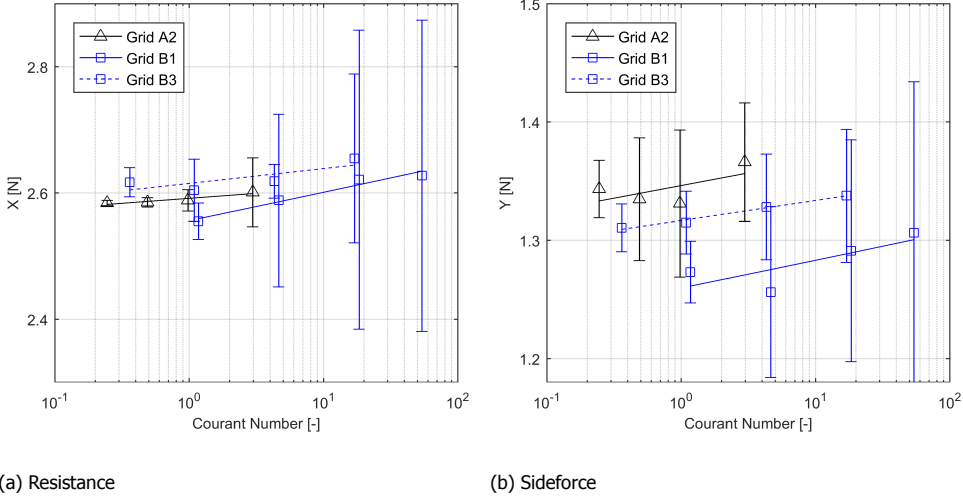 Grid A2
Grid B1
Grid B3
2.8
2.6
2.4
X [N]
10^-1
10^0
10^1
10^2
Courant Number [-]
(a) Resistance
1.5
Grid A2
Grid B1
Grid B3
1.4
1.3
1.2
Y [N]
10^-1
10^0
10^1
10^2
Courant Number [-]
(b) Sideforce